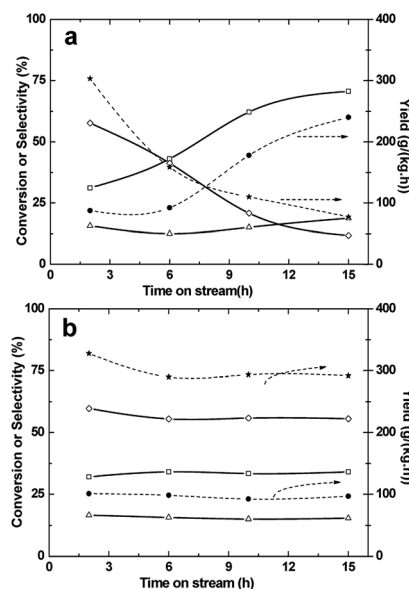 a
Conversion or Selectivity (%)
100
75
50
25
0
400
300
200
100
0
Yield (g/(kg.h))
0 3 6 9 12 15
Time on stream(h)
b
Conversion or Selectivity (%)
100
75
50
25
0
400
300
200
100
0
Yield (g/(kg.h))
0 3 6 9 12 15
Time on stream (h)